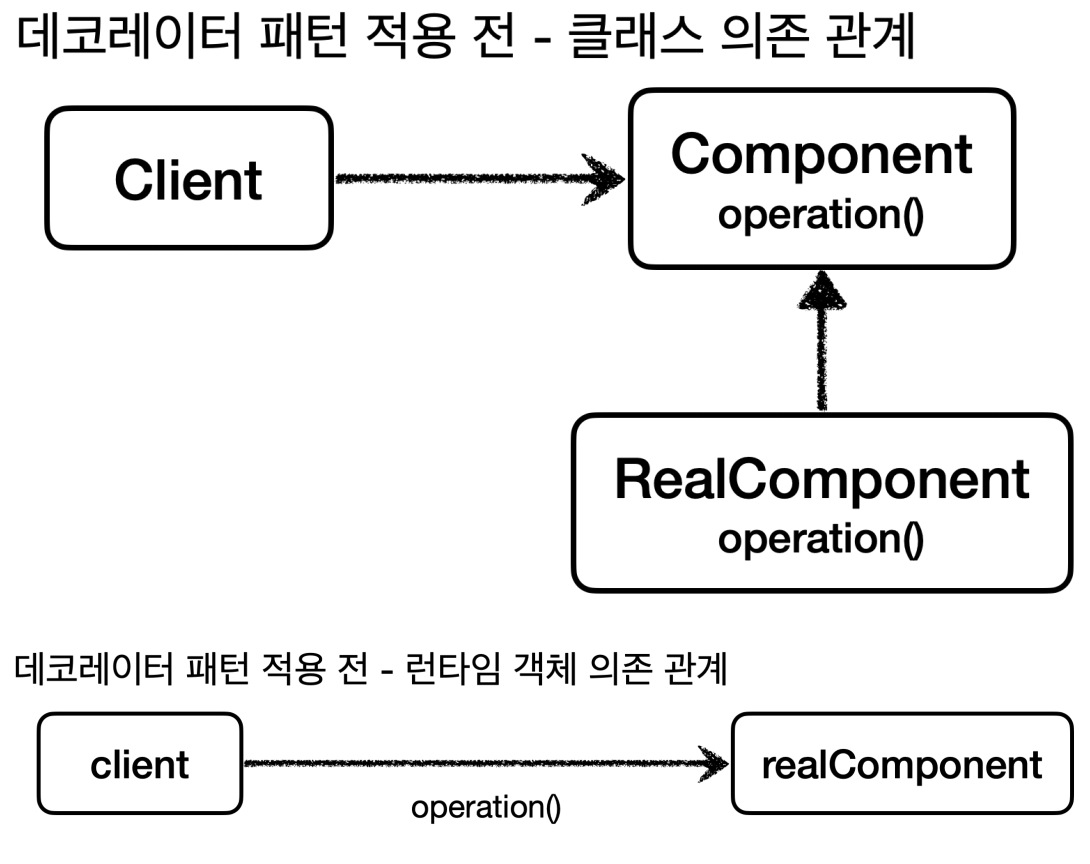 데코레이터 패턴 적용 전 - 클래스 의존 관계
Client
Component
operation()
RealComponent
operation()
데코레이터 패턴 적용 전 - 런타임 객체 의존 관계
client
operation()
realComponent